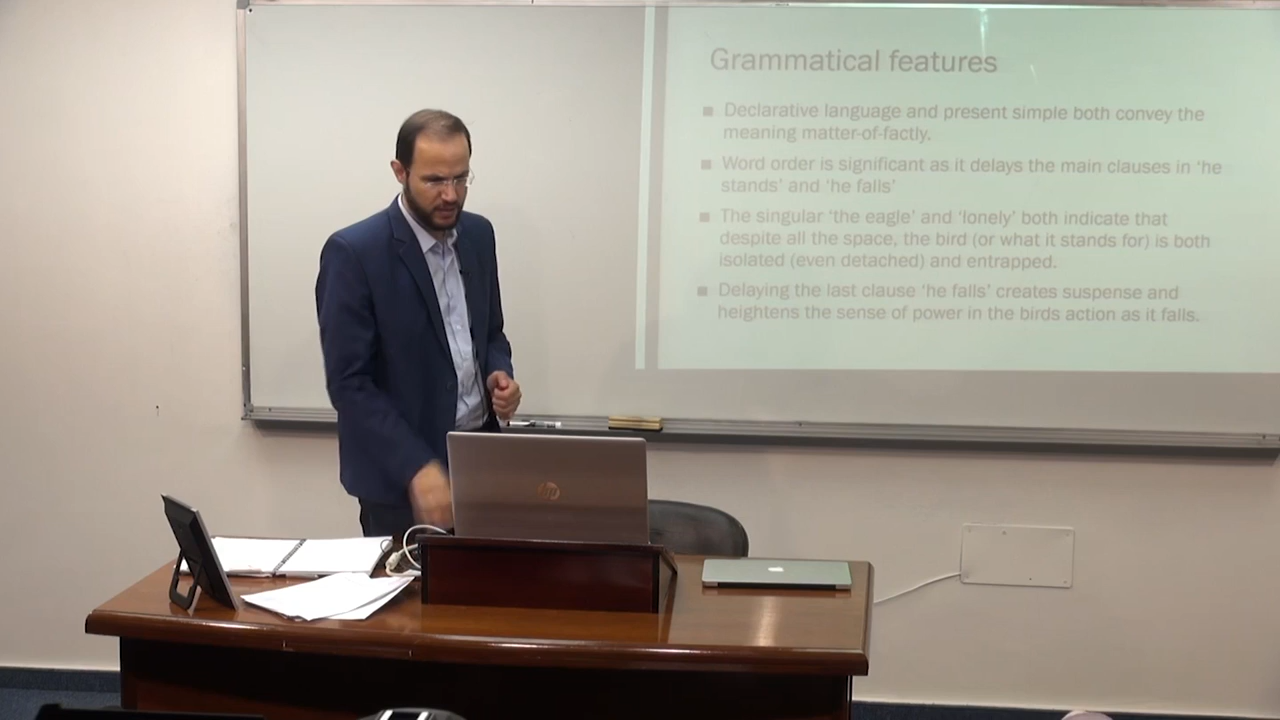 Grammatical features
Declarative language and present simple both convey the
meaning matter-of-factly.
Word order is significant as it delays the main clauses in ‘he
stands’ and ‘he falls’
The singular ‘the eagle’ and ‘lonely’ both indicate that
despite all the space, the bird (or what it stands for) is both
isolated (even detached) and entrapped.
Delaying the last clause ‘he falls’ creates suspense and
heightens the sense of power in the birds action as it falls.
hp